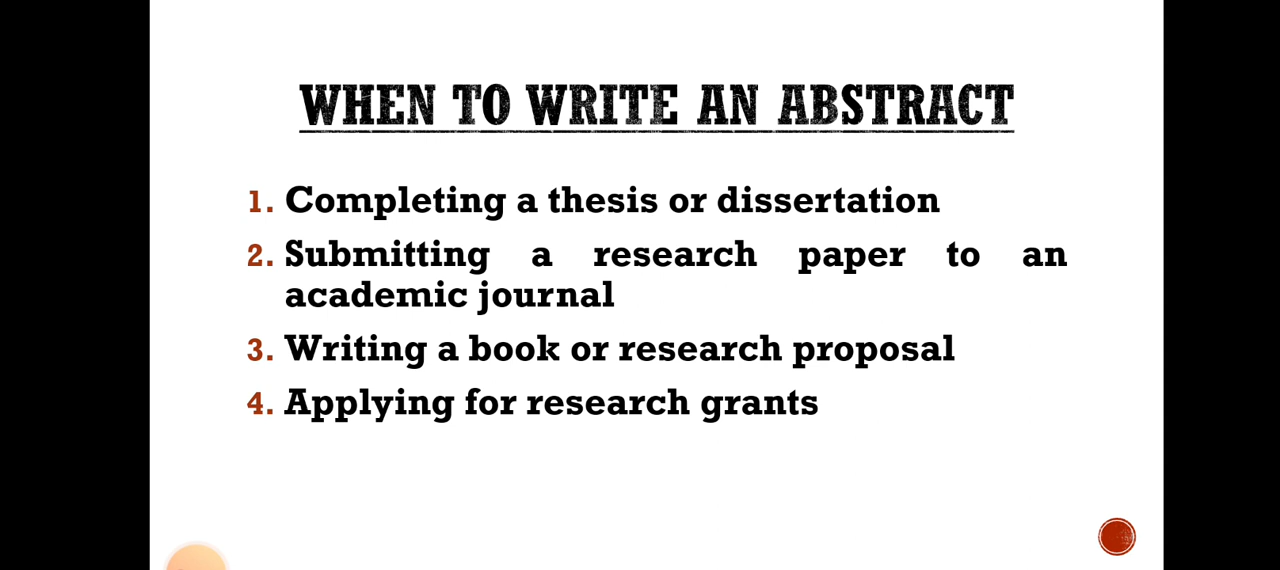 WHEN TO WRITE AN ABSTRACT
1. Completing a thesis or dissertation
2. Submitting a research paper to an
academic journal
3. Writing a book or research proposal
4. Applying for research grants